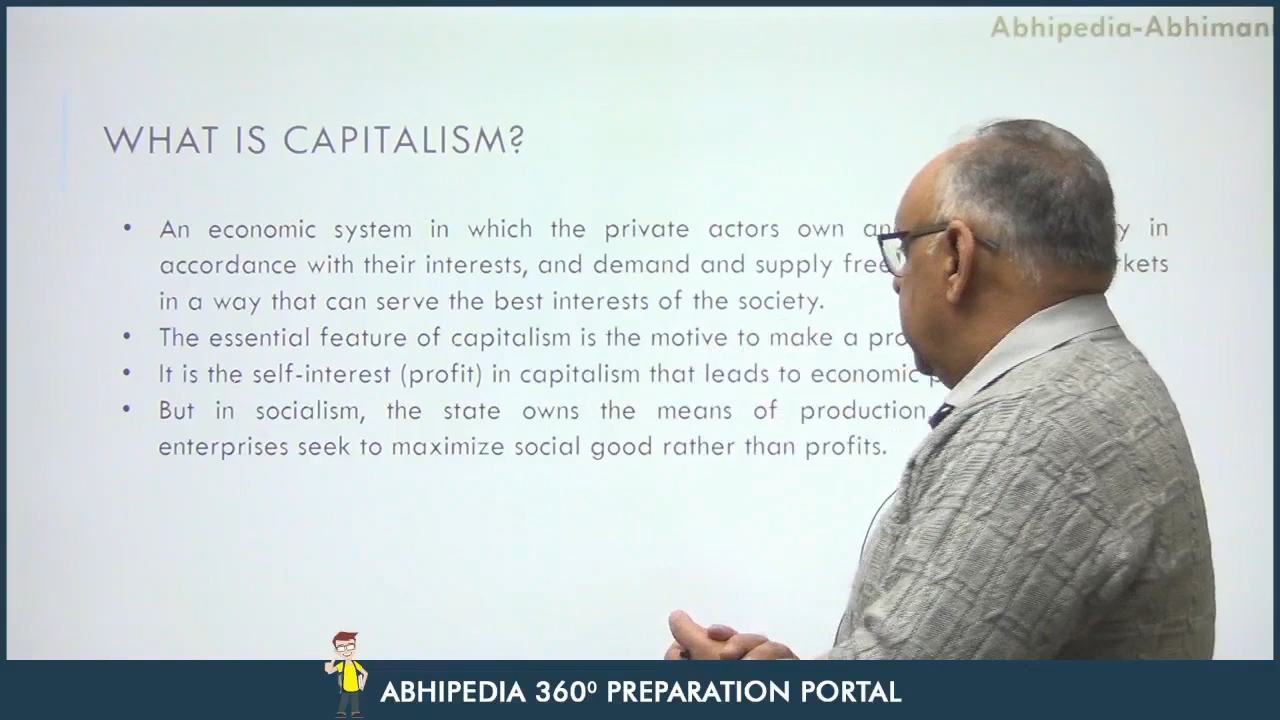 Abhipedia-Abhiman
WHAT IS CAPITALISM?
• An economic system in which the private actors own in
accordance with their interests, and demand and supply
in a way that can serve the best interests of the society.
• The essential feature of capitalism is the motive to make a
• It is the self-interest (profit) in capitalism that leads to economic
• But in socialism, the state owns the means of production,
enterprises seek to maximize social good rather than profits.
ABHIPEDIA 360⁰ PREPARATION PORTAL